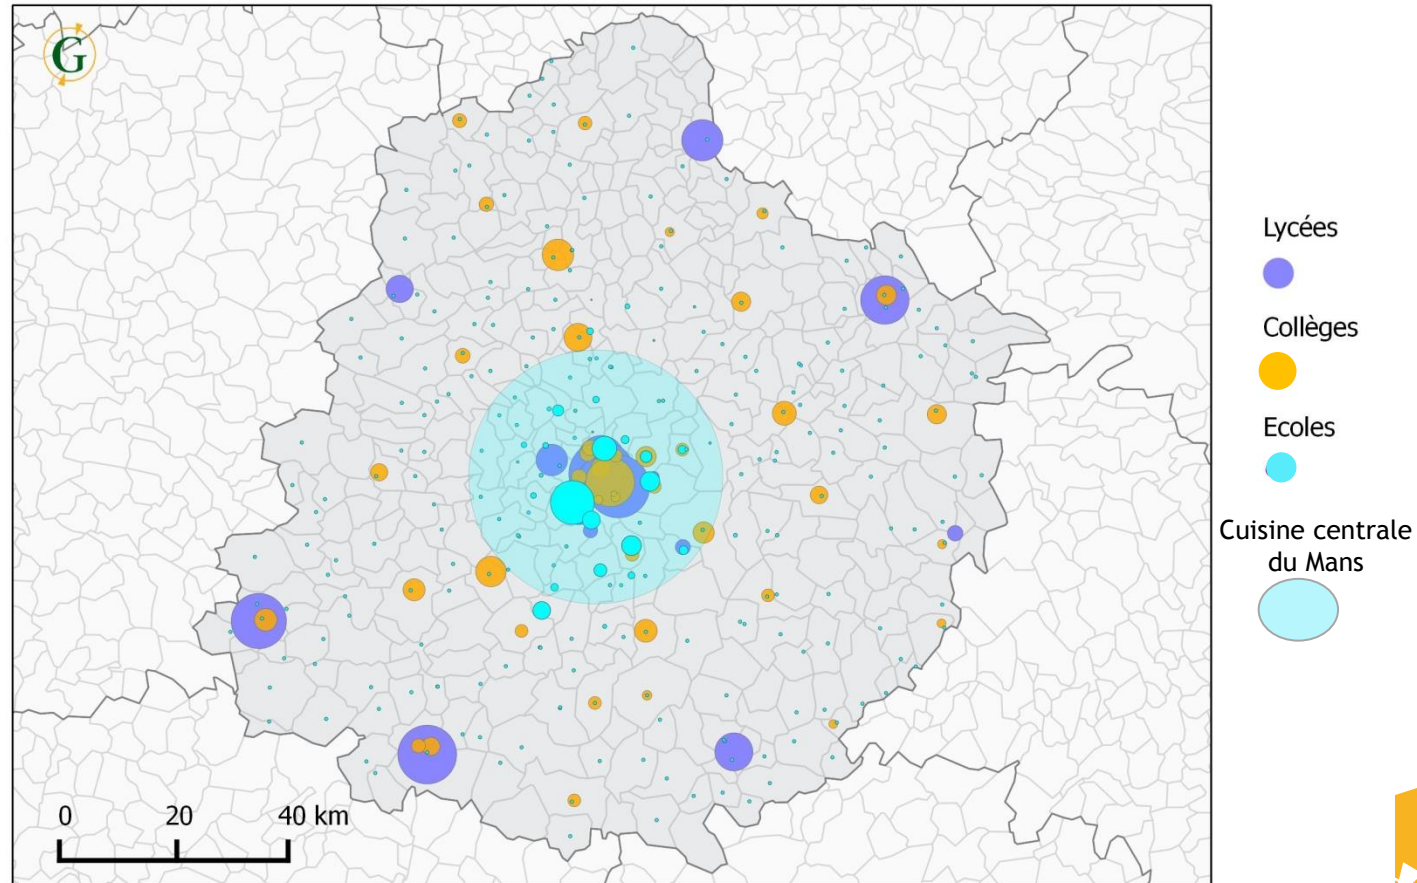 G
Lycées
Collèges
Ecoles
Cuisine centrale
du Mans
0 20 40 km